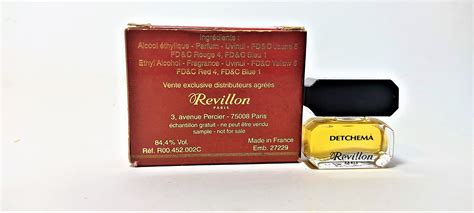 Ingrédients:
Alcool éthylique - Parfum - Uvinul - FD&C Jaune 6
FD&C Rouge 4, FD&C Bleu 1
Ethyl Alcohol - Fragrance - Uvinul - FD&C Yellow 6
FD&C Red 4, FD&C Blue 1
Vente exclusive distributeurs agréés
Revillon
PARIS
3, avenue Percier - 75008 Paris
échantillon gratuit - ne peut être vendu
sample - not for sale
84,4% Vol.
Made in France
Réf. R00.452.002C
Emb. 27229
DETCHEMA
Revillon
PARIS